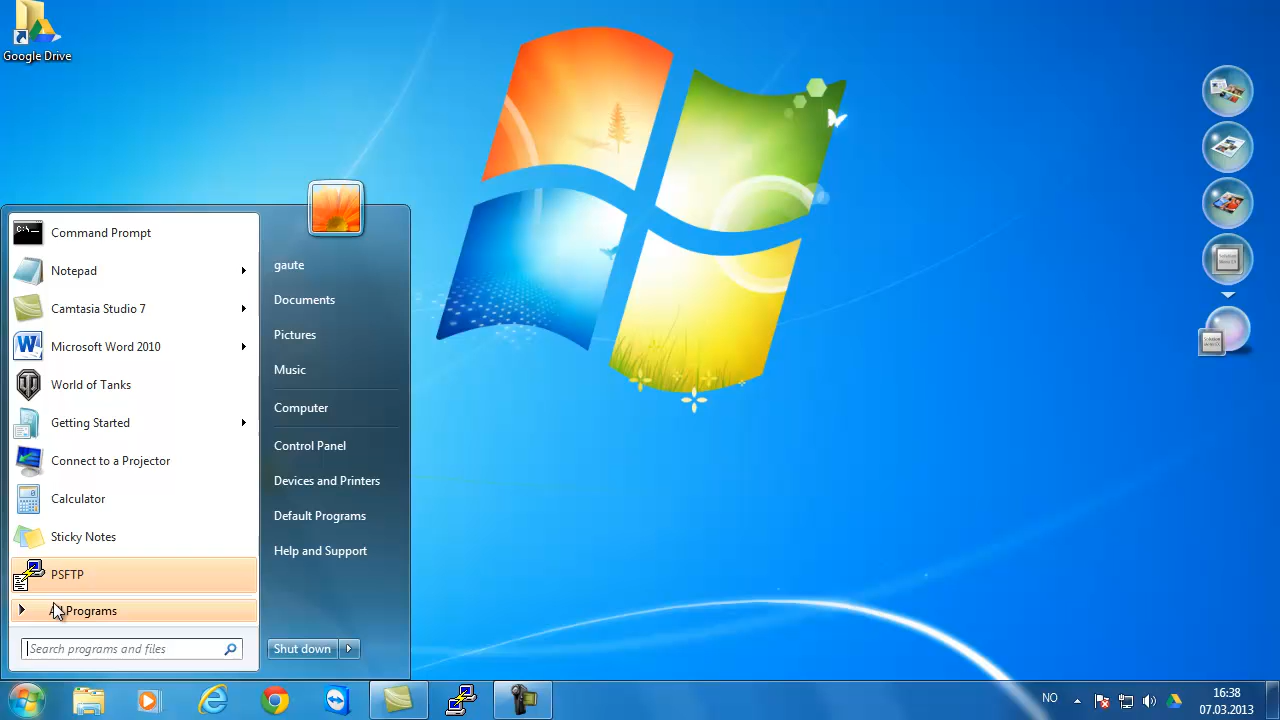 Google Drive
Command Prompt
Notepad
Camtasia Studio 7
Microsoft Word 2010
World of Tanks
Getting Started
Connect to a Projector
Calculator
Sticky Notes
PSFTP
Programs
Search programs and files
gaute
Documents
Pictures
Music
Computer
Control Panel
Devices and Printers
Default Programs
Help and Support
Shut down
NO
16:38
07.03.2013